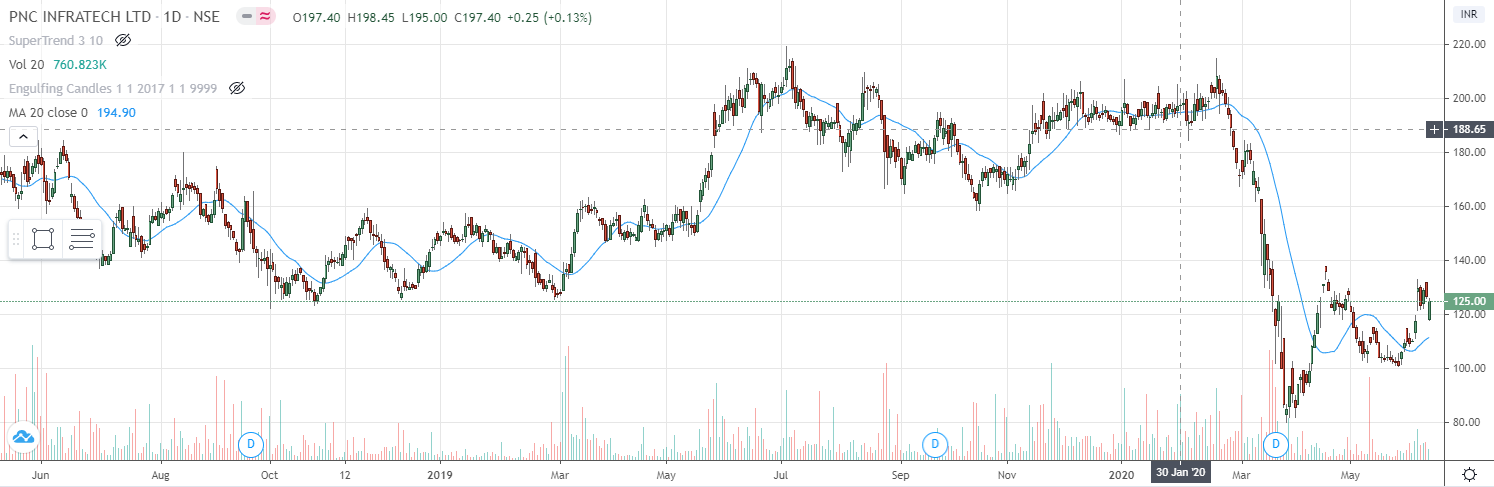 PNC INFRATECH LTD · 1D · NSE O197.40 H198.45 L195.00 C197.40 +0.25 (+0.13%)
INR
SuperTrend 3 10
Vol 20 760.823K
Engulfing Candles 1 1 2017 1 1 9999
MA 20 close 0 194.90
220.00
200.00
188.65
180.00
160.00
140.00
125.00
120.00
100.00
80.00
D D D
Jun Aug Oct 12 2019 Mar May Jul Sep Nov 2020 30 Jan '20 Mar May